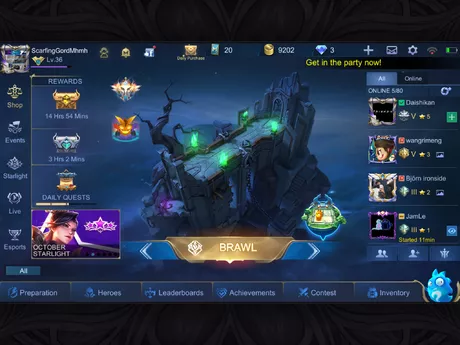 ScarfingGordMhmh
Lv.36
Daily Purchase
20
9202
3
Get in the party now!!
REWARDS
14 Hrs 54 Mins
3 Hrs 2 Mins
DAILY QUESTS
OCTOBER
STARLIGHT
Shop
Events
Starlight
Live
Esports
All
BRAWL
All
Online
ONLINE 5/80
Daishikan
V 5
wangrimeng
V 3
Björn ironside
III 2
JamLe
III 1
Started 11min
Preparation
Heroes
Leaderboards
Achievements
Contest
Inventory